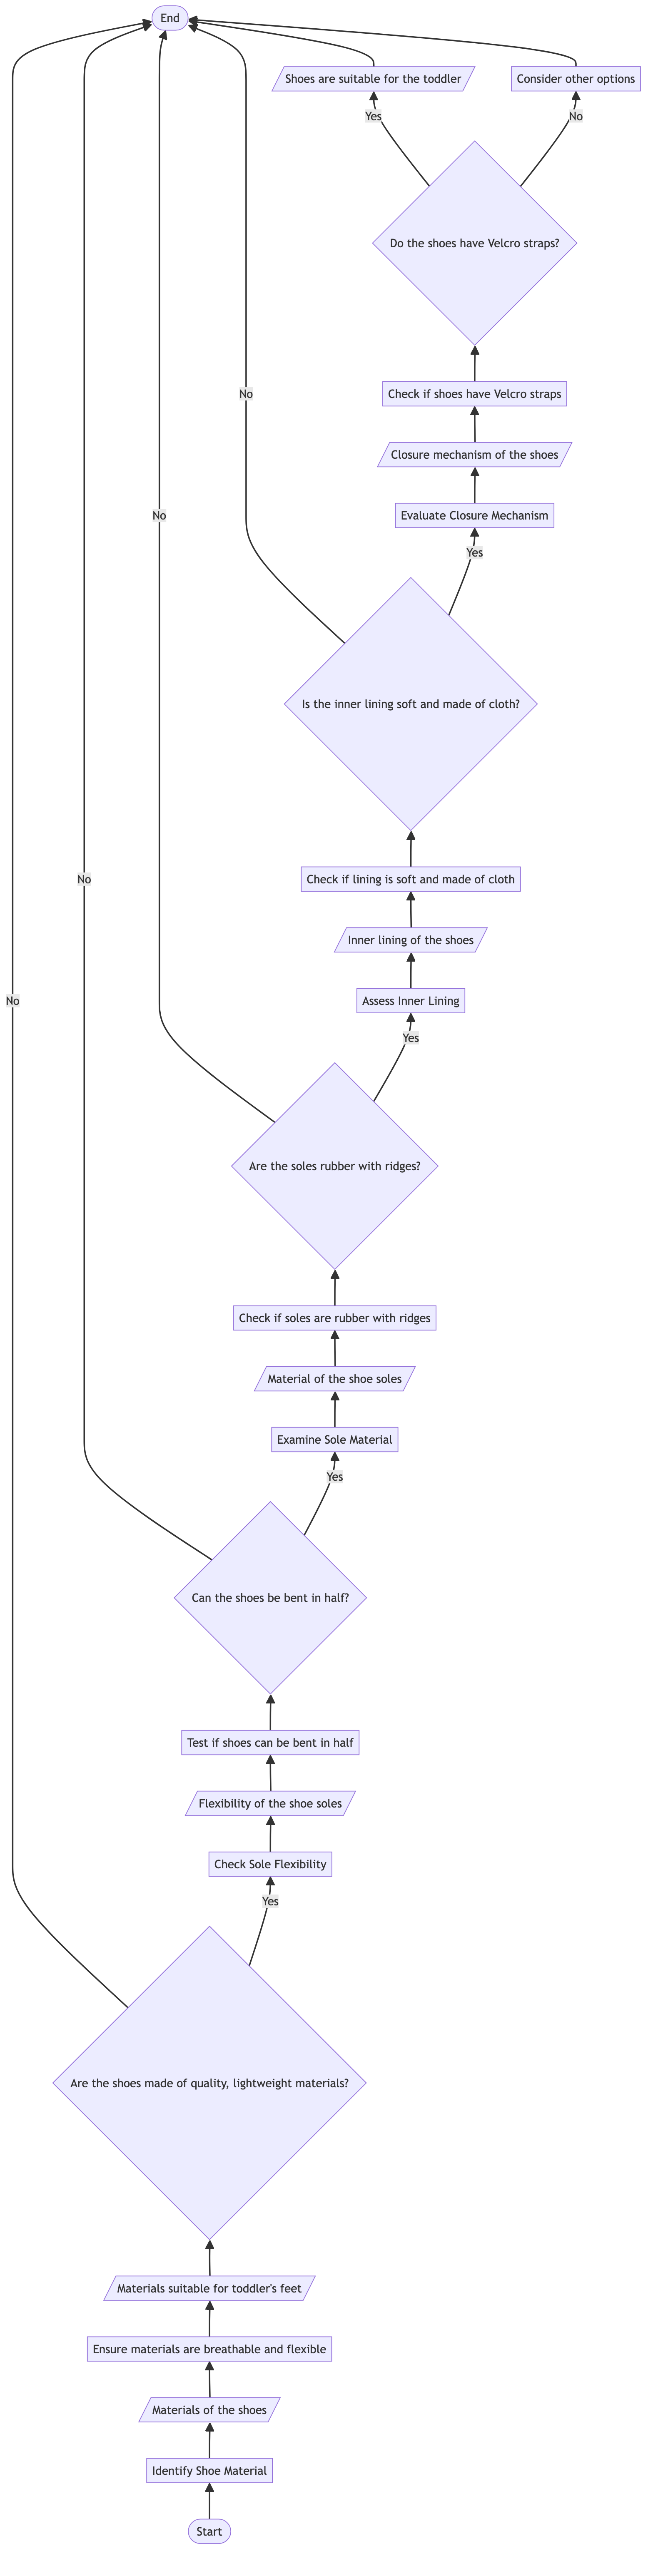 End
Shoes are suitable for the toddler
Consider other options
Yes
No
Do the shoes have Velcro straps?
No
Check if shoes have Velcro straps
Closure mechanism of the shoes
No
Evaluate Closure Mechanism
Yes
Is the inner lining soft and made of cloth?
No
Check if lining is soft and made of cloth
Inner lining of the shoes
No
Assess Inner Lining
Yes
Are the soles rubber with ridges?
Check if soles are rubber with ridges
Material of the shoe soles
Examine Sole Material
Yes
Can the shoes be bent in half?
Test if shoes can be bent in half
Flexibility of the shoe soles
Check Sole Flexibility
Yes
Are the shoes made of quality, lightweight materials?
Materials suitable for toddler's feet
Ensure materials are breathable and flexible
Materials of the shoes
Identify Shoe Material
Start